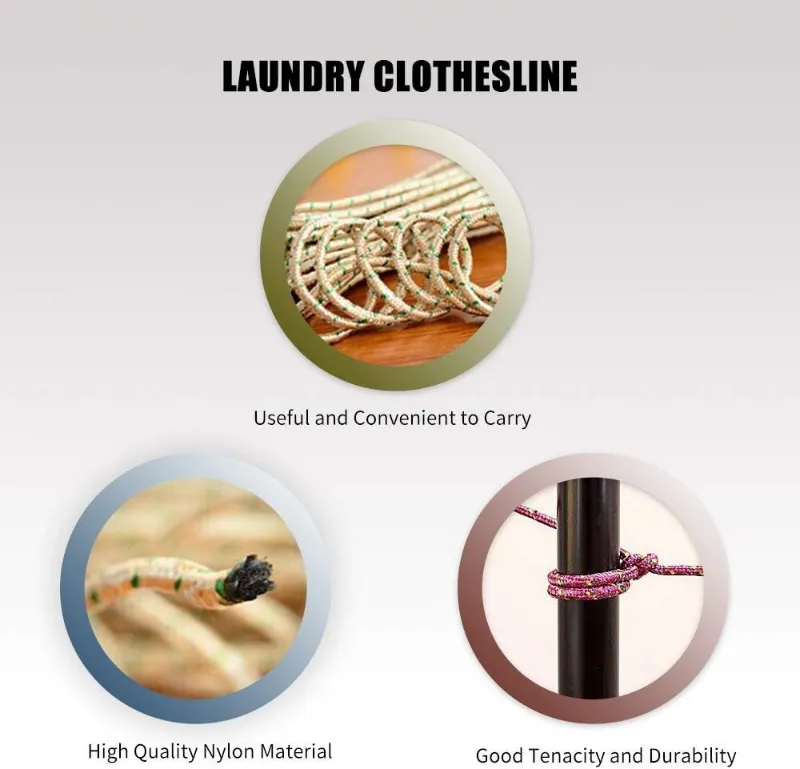 LAUNDRY CLOTHESLINE
Useful and Convenient to Carry
High Quality Nylon Material
Good Tenacity and Durability